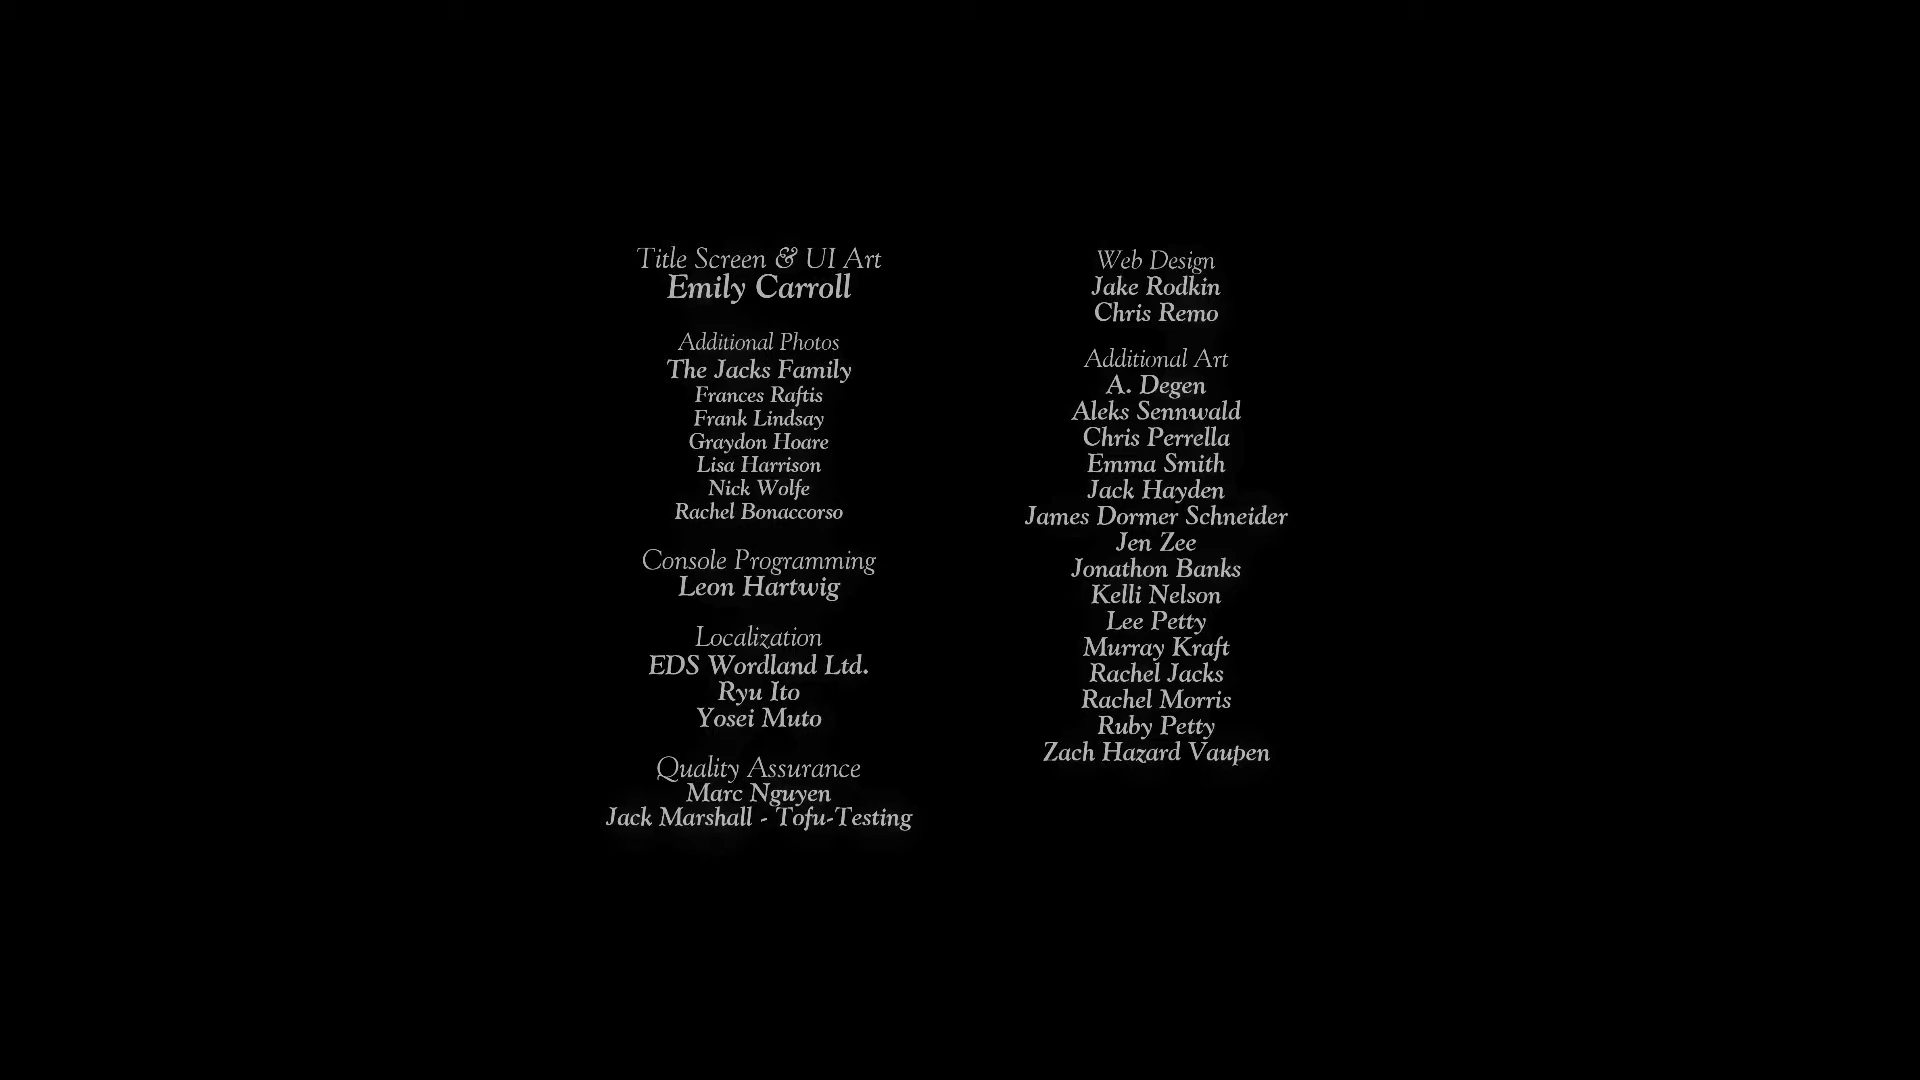 Title Screen & UI Art
Emily Carroll
Additional Photos
The Jacks Family
Frances Raftis
Frank Lindsay
Graydon Hoare
Lisa Harrison
Nick Wolfe
Rachel Bonaccorso
Console Programming
Leon Hartwig
Localization
EDS Wordland Ltd.
Ryu Ito
Yosei Muto
Quality Assurance
Marc Nguyen
Jack Marshall - Tofu-Testing
Web Design
Jake Rodkin
Chris Remo
Additional Art
A. Degen
Aleks Sennwald
Chris Perrella
Emma Smith
Jack Hayden
James Dormer Schneider
Jen Zee
Jonathon Banks
Kelli Nelson
Lee Petty
Murray Kraft
Rachel Jacks
Rachel Morris
Ruby Petty
Zach Hazard Vaupen